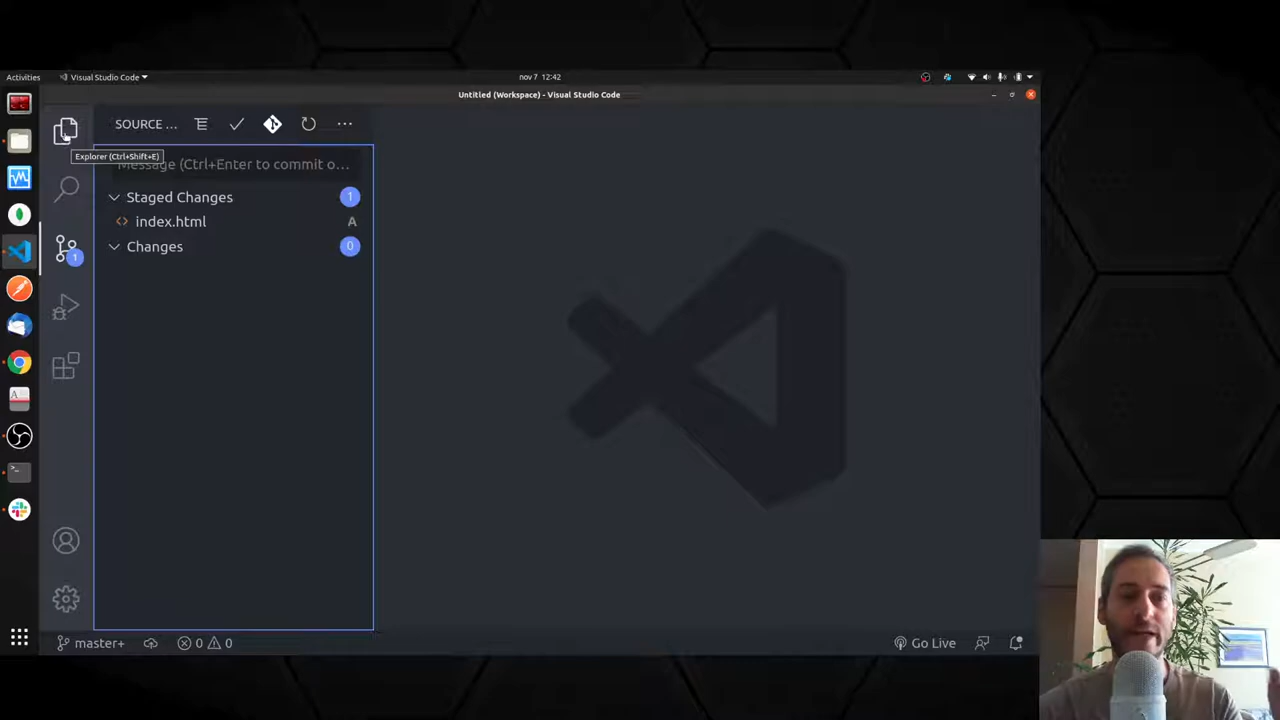 Activities
Visual Studio Code
nov 7 12:42
Untitled (Workspace) - Visual Studio Code
SOURCE ...
Explorer (Ctrl+Shift+E)
Message (Ctrl+Enter to commit o...
Staged Changes 1
index.html A
1
Changes 0
master+
0
0
Go Live